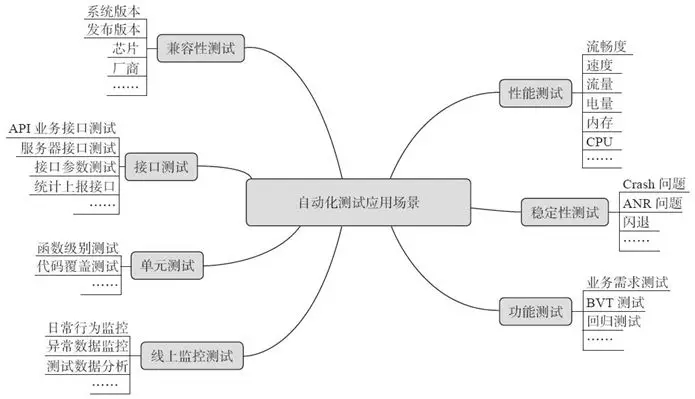 系统版本
发布版本
芯片
厂商
……
兼容性测试
API 业务接口测试
服务器接口测试
接口参数测试
统计上报接口
……
接口测试
函数级别测试
代码覆盖测试
……
单元测试
日常行为监控
异常数据监控
测试数据分析
……
线上监控测试
自动化测试应用场景
性能测试
流畅度
速度
流量
电量
内存
CPU
……
稳定性测试
Crash 问题
ANR 问题
闪退
……
功能测试
业务需求测试
BVT 测试
回归测试
……